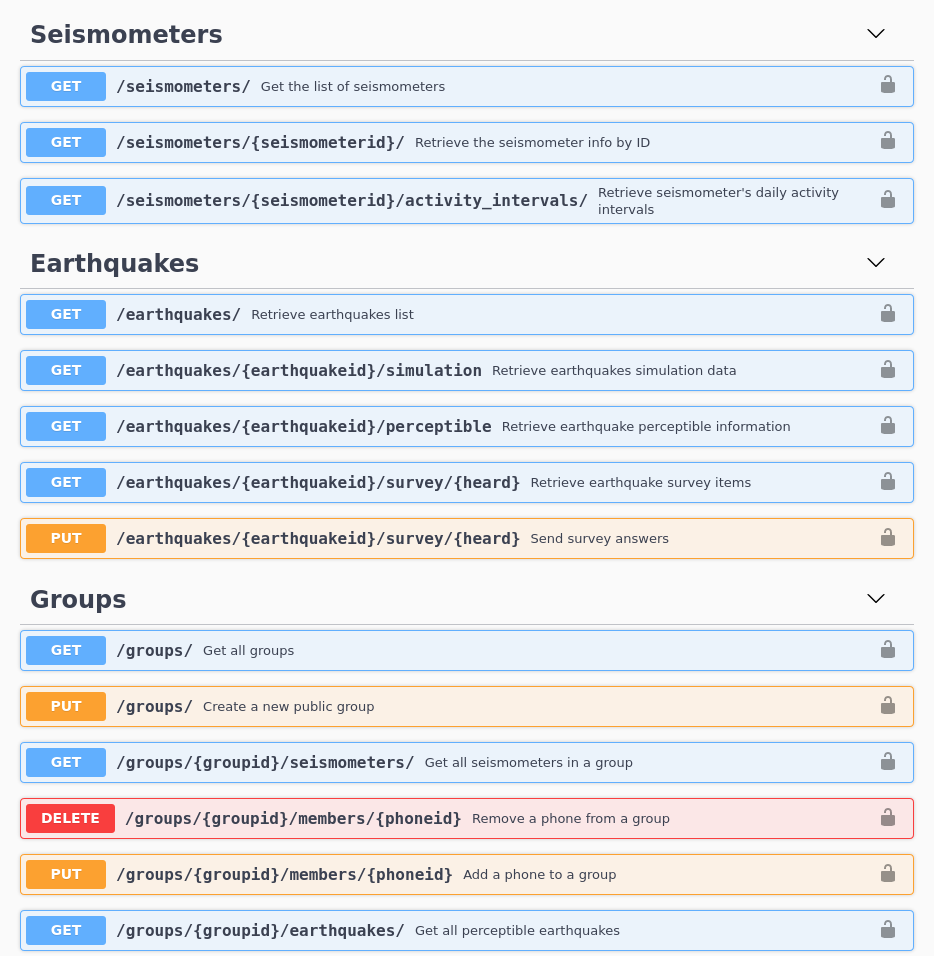 Seismometers
GET /seismometers/ Get the list of seismometers
GET /seismometers/{seismometerid}/ Retrieve the seismometer info by ID
GET /seismometers/{seismometerid}/activity_intervals/ Retrieve seismometer's daily activity
intervals
Earthquakes
GET /earthquakes/ Retrieve earthquakes list
GET /earthquakes/{earthquakeid}/simulation Retrieve earthquakes simulation data
GET /earthquakes/{earthquakeid}/perceptible Retrieve earthquake perceptible information
GET /earthquakes/{earthquakeid}/survey/{heard} Retrieve earthquake survey items
PUT /earthquakes/{earthquakeid}/survey/{heard} Send survey answers
Groups
GET /groups/ Get all groups
PUT /groups/ Create a new public group
GET /groups/{groupid}/seismometers/ Get all seismometers in a group
DELETE /groups/{groupid}/members/{phoneid} Remove a phone from a group
PUT /groups/{groupid}/members/{phoneid} Add a phone to a group
GET /groups/{groupid}/earthquakes/ Get all perceptible earthquakes